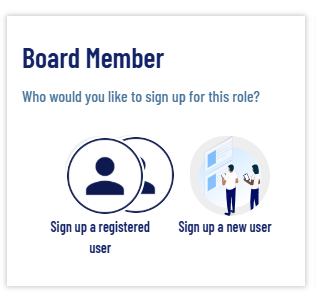 Board Member
Who would you like to sign up for this role?
Sign up a registered
user
Sign up a new user